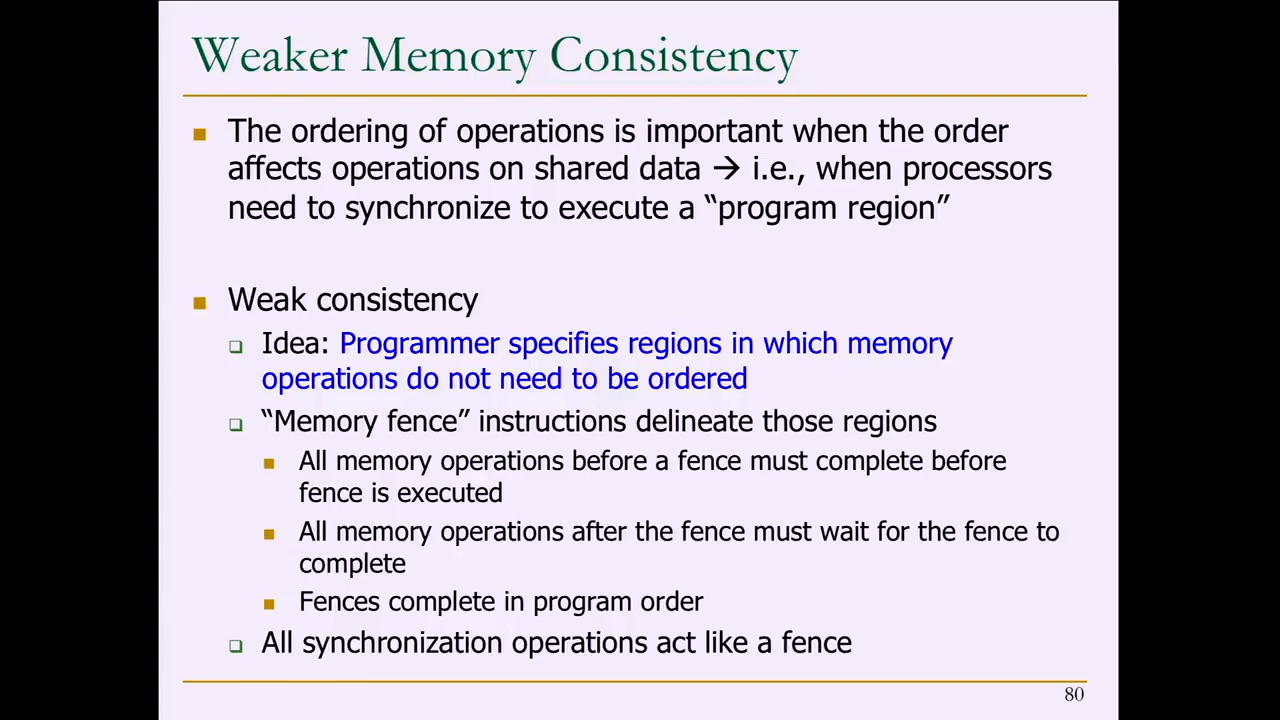 Weaker Memory Consistency
The ordering of operations is important when the order
affects operations on shared data → i.e., when processors
need to synchronize to execute a “program region”
Weak consistency
Idea: Programmer specifies regions in which memory
operations do not need to be ordered
“Memory fence” instructions delineate those regions
All memory operations before a fence must complete before
fence is executed
All memory operations after the fence must wait for the fence to
complete
Fences complete in program order
All synchronization operations act like a fence
80